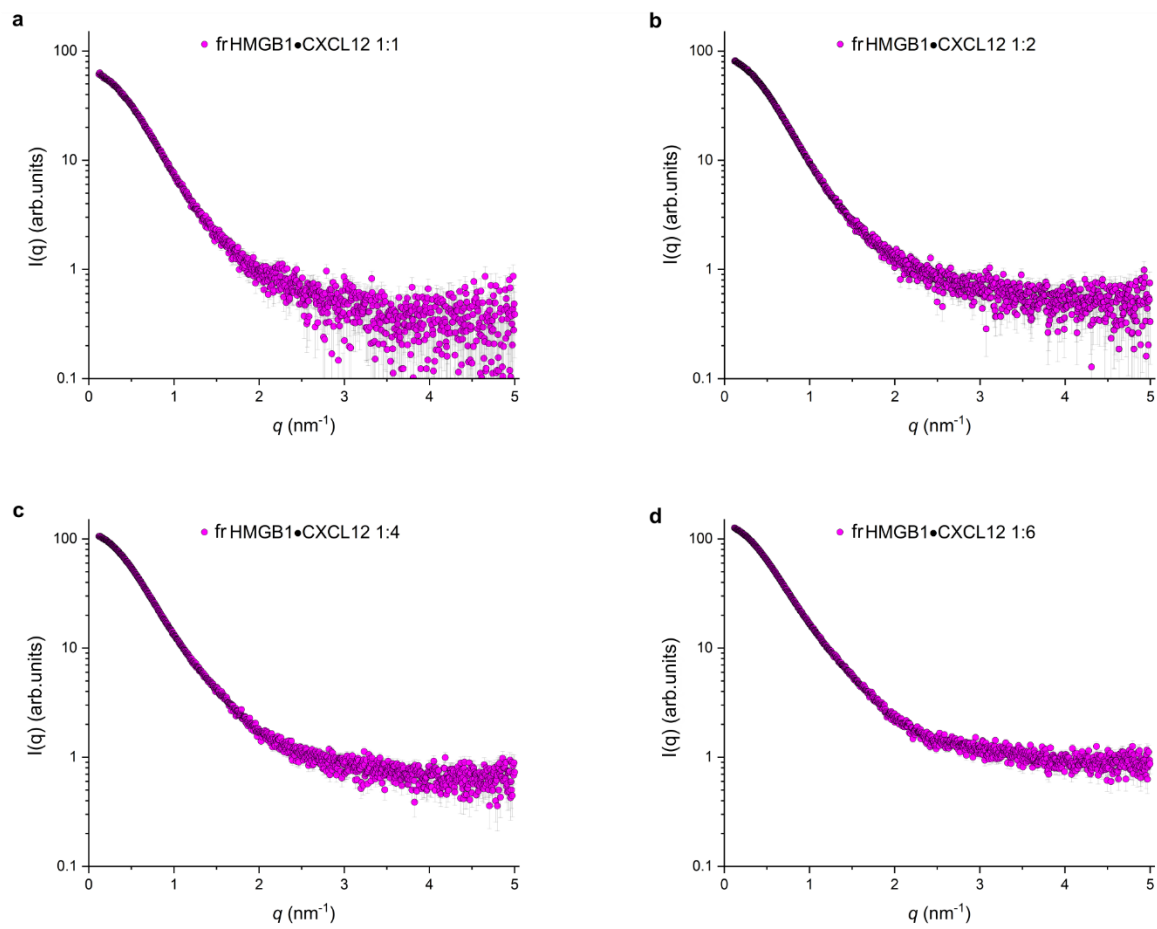 a
frHMGB1●CXCL12 1:1
100
10
1
0.1
I(q) (arb.units)
0 1 2 3 4 5
q (nm⁻¹)
b
frHMGB1●CXCL12 1:2
100
10
1
0.1
I(q) (arb.units)
0 1 2 3 4 5
q (nm⁻¹)
c
frHMGB1●CXCL12 1:4
100
10
1
0.1
I(q) (arb.units)
0 1 2 3 4 5
q (nm⁻¹)
d
frHMGB1●CXCL12 1:6
100
10
1
0.1
I(q) (arb.units)
0 1 2 3 4 5
q (nm⁻¹)